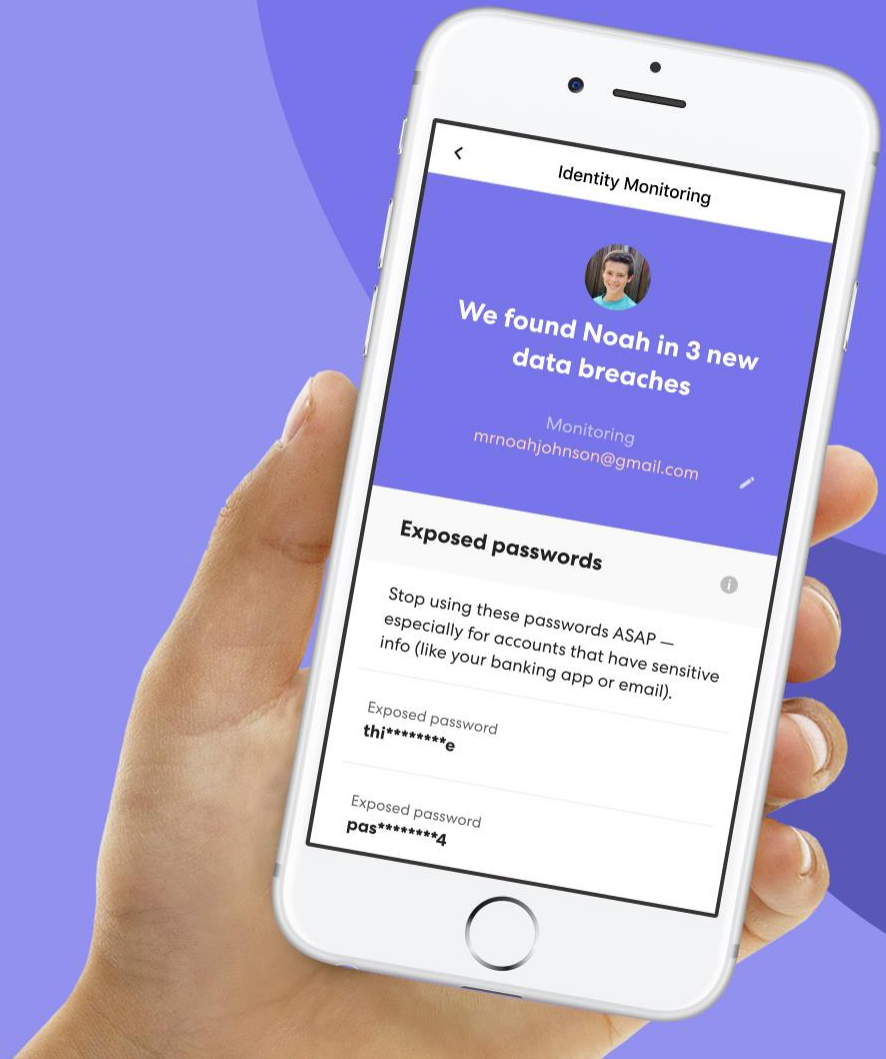 Identity Monitoring
We found Noah in 3 new
data breaches
Monitoring
mrnoahjohnson@gmail.com
Exposed passwords
Stop using these passwords ASAP —
especially for accounts that have sensitive
info (like your banking app or email).
Exposed password
thi********e
Exposed password
pas********4